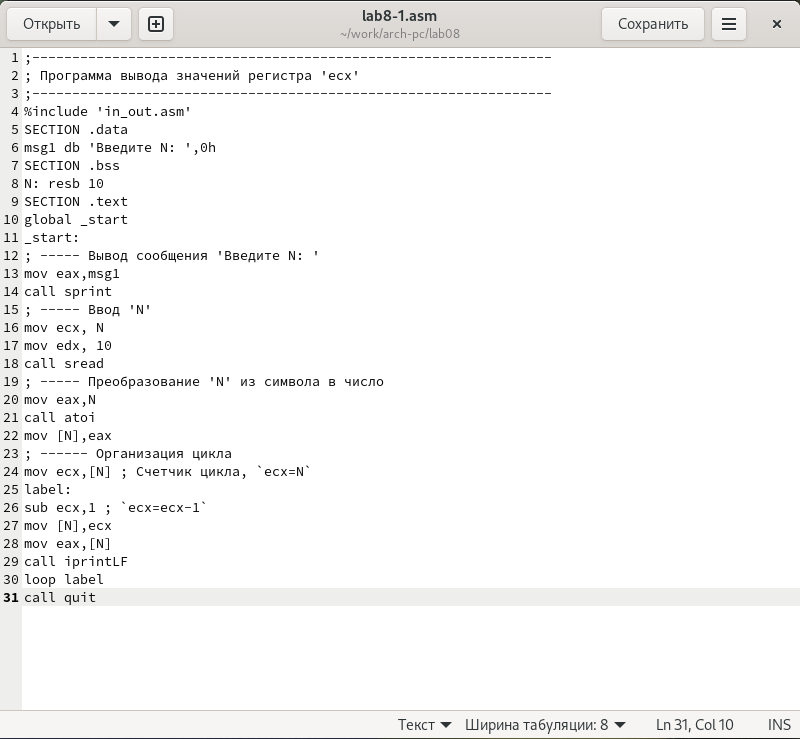 Открыть
lab8-1.asm
~/work/arch-pc/lab08
Сохранить
1 ;-----------------------------------------------------------------
2 ; Программа вывода значений регистра 'ecx'
3 ;-----------------------------------------------------------------
4 %include 'in_out.asm'
5 SECTION .data
6 msg1 db 'Введите N: ',0h
7 SECTION .bss
8 N: resb 10
9 SECTION .text
10 global _start
11 _start:
12 ; ----- Вывод сообщения 'Введите N: '
13 mov eax,msg1
14 call sprint
15 ; ----- Ввод 'N'
16 mov ecx, N
17 mov edx, 10
18 call sread
19 ; ----- Преобразование 'N' из символа в число
20 mov eax,N
21 call atoi
22 mov [N],eax
23 ; ------ Организация цикла
24 mov ecx,[N] ; Счетчик цикла, `ecx=N`
25 label:
26 sub ecx,1 ; `ecx=ecx-1`
27 mov [N],ecx
28 mov eax,[N]
29 call iprintLF
30 loop label
31 call quit
Текст Ширина табуляции: 8 Ln 31, Col 10 INS